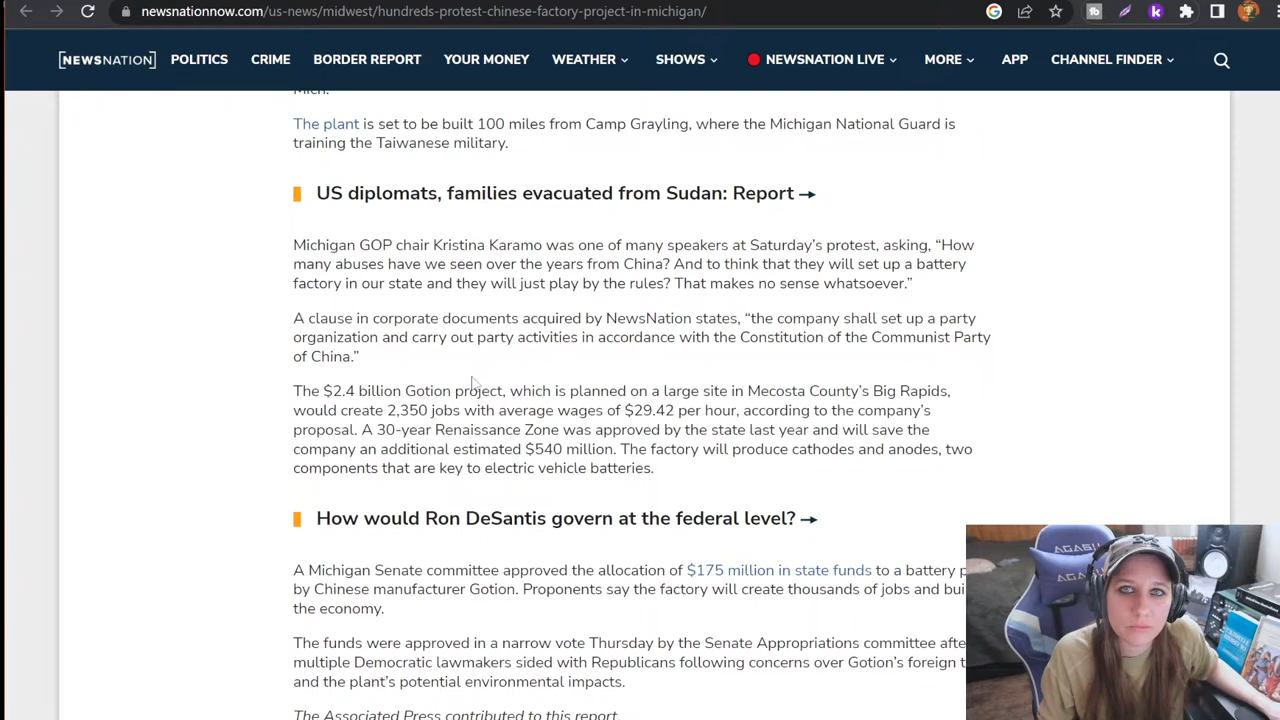 newsnationnow.com/us-news/midwest/hundreds-protest-chinese-factory-project-in-michigan/
[NEWSNATION] POLITICS CRIME BORDER REPORT YOUR MONEY WEATHER SHOWS NEWSNATION LIVE MORE APP CHANNEL FINDER
Mich.
The plant is set to be built 100 miles from Camp Grayling, where the Michigan National Guard is
training the Taiwanese military.
US diplomats, families evacuated from Sudan: Report →
Michigan GOP chair Kristina Karamo was one of many speakers at Saturday’s protest, asking, “How
many abuses have we seen over the years from China? And to think that they will set up a battery
factory in our state and they will just play by the rules? That makes no sense whatsoever.”
A clause in corporate documents acquired by NewsNation states, “the company shall set up a party
organization and carry out party activities in accordance with the Constitution of the Communist Party
of China.”
The $2.4 billion Gotion project, which is planned on a large site in Mecosta County’s Big Rapids,
would create 2,350 jobs with average wages of $29.42 per hour, according to the company’s
proposal. A 30-year Renaissance Zone was approved by the state last year and will save the
company an additional estimated $540 million. The factory will produce cathodes and anodes, two
components that are key to electric vehicle batteries.
How would Ron DeSantis govern at the federal level? →
A Michigan Senate committee approved the allocation of $175 million in state funds to a battery
by Chinese manufacturer Gotion. Proponents say the factory will create thousands of jobs and
the economy.
The funds were approved in a narrow vote Thursday by the Senate Appropriations committee
multiple Democratic lawmakers sided with Republicans following concerns over Gotion’s foreign
and the plant’s potential environmental impacts.
The Associated Press contributed to this report.
AGASU